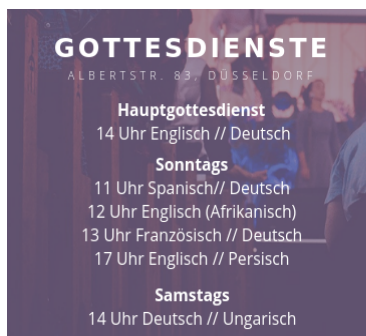 GOTTESDIENSTE
ALBERTSTR. 83, DÜSSELDORF
Hauptgottesdienst
14 Uhr Englisch // Deutsch
Sonntags
11 Uhr Spanisch// Deutsch
12 Uhr Englisch (Afrikanisch)
13 Uhr Französisch // Deutsch
17 Uhr Englisch // Persisch
Samstags
14 Uhr Deutsch // Ungarisch